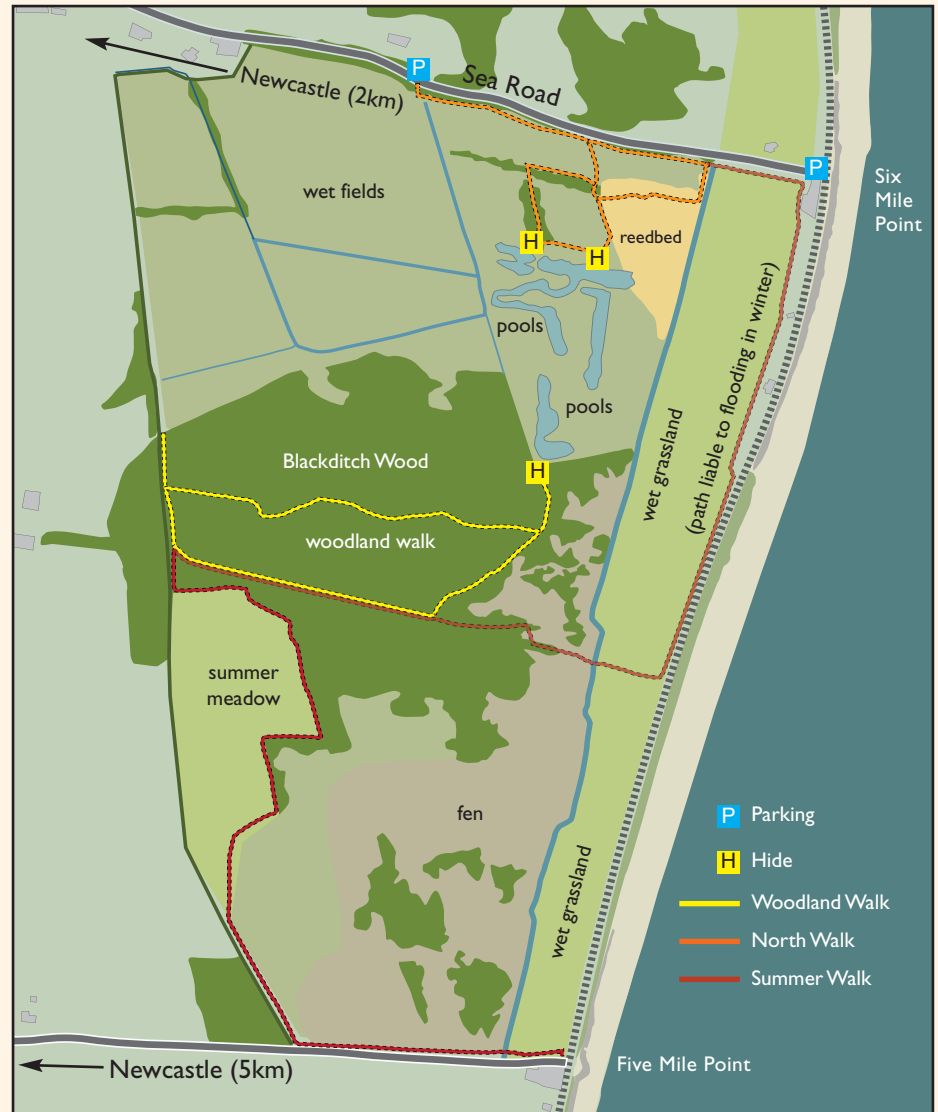 P
Sea Road
Newcastle (2km)
P
Six
Mile
Point
wet fields
reedbed
H
H
pools
pools
wet grassland
(path liable to flooding in winter)
Blackditch Wood
H
woodland walk
summer
meadow
fen
wet grassland
P Parking
H Hide
Woodland Walk
North Walk
Summer Walk
Newcastle (5km)
Five Mile Point